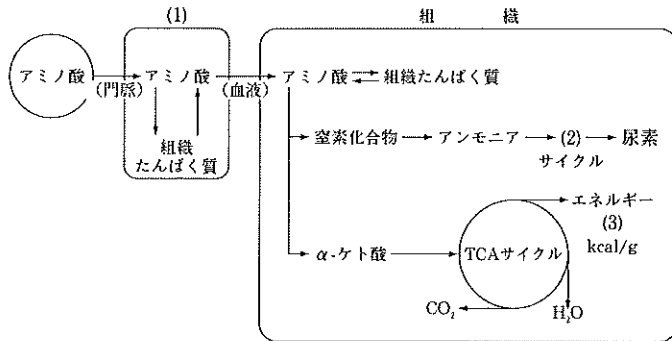 (1)
組織
アミノ酸
(門脈)
アミノ酸
(血液)
アミノ酸
組織たんぱく質
組織
たんぱく質
窒素化合物
アンモニア
(2)
サイクル
尿素
エネルギー
(3)
kcal/g
α-ケト酸
TCAサイクル
CO₂
H₂O